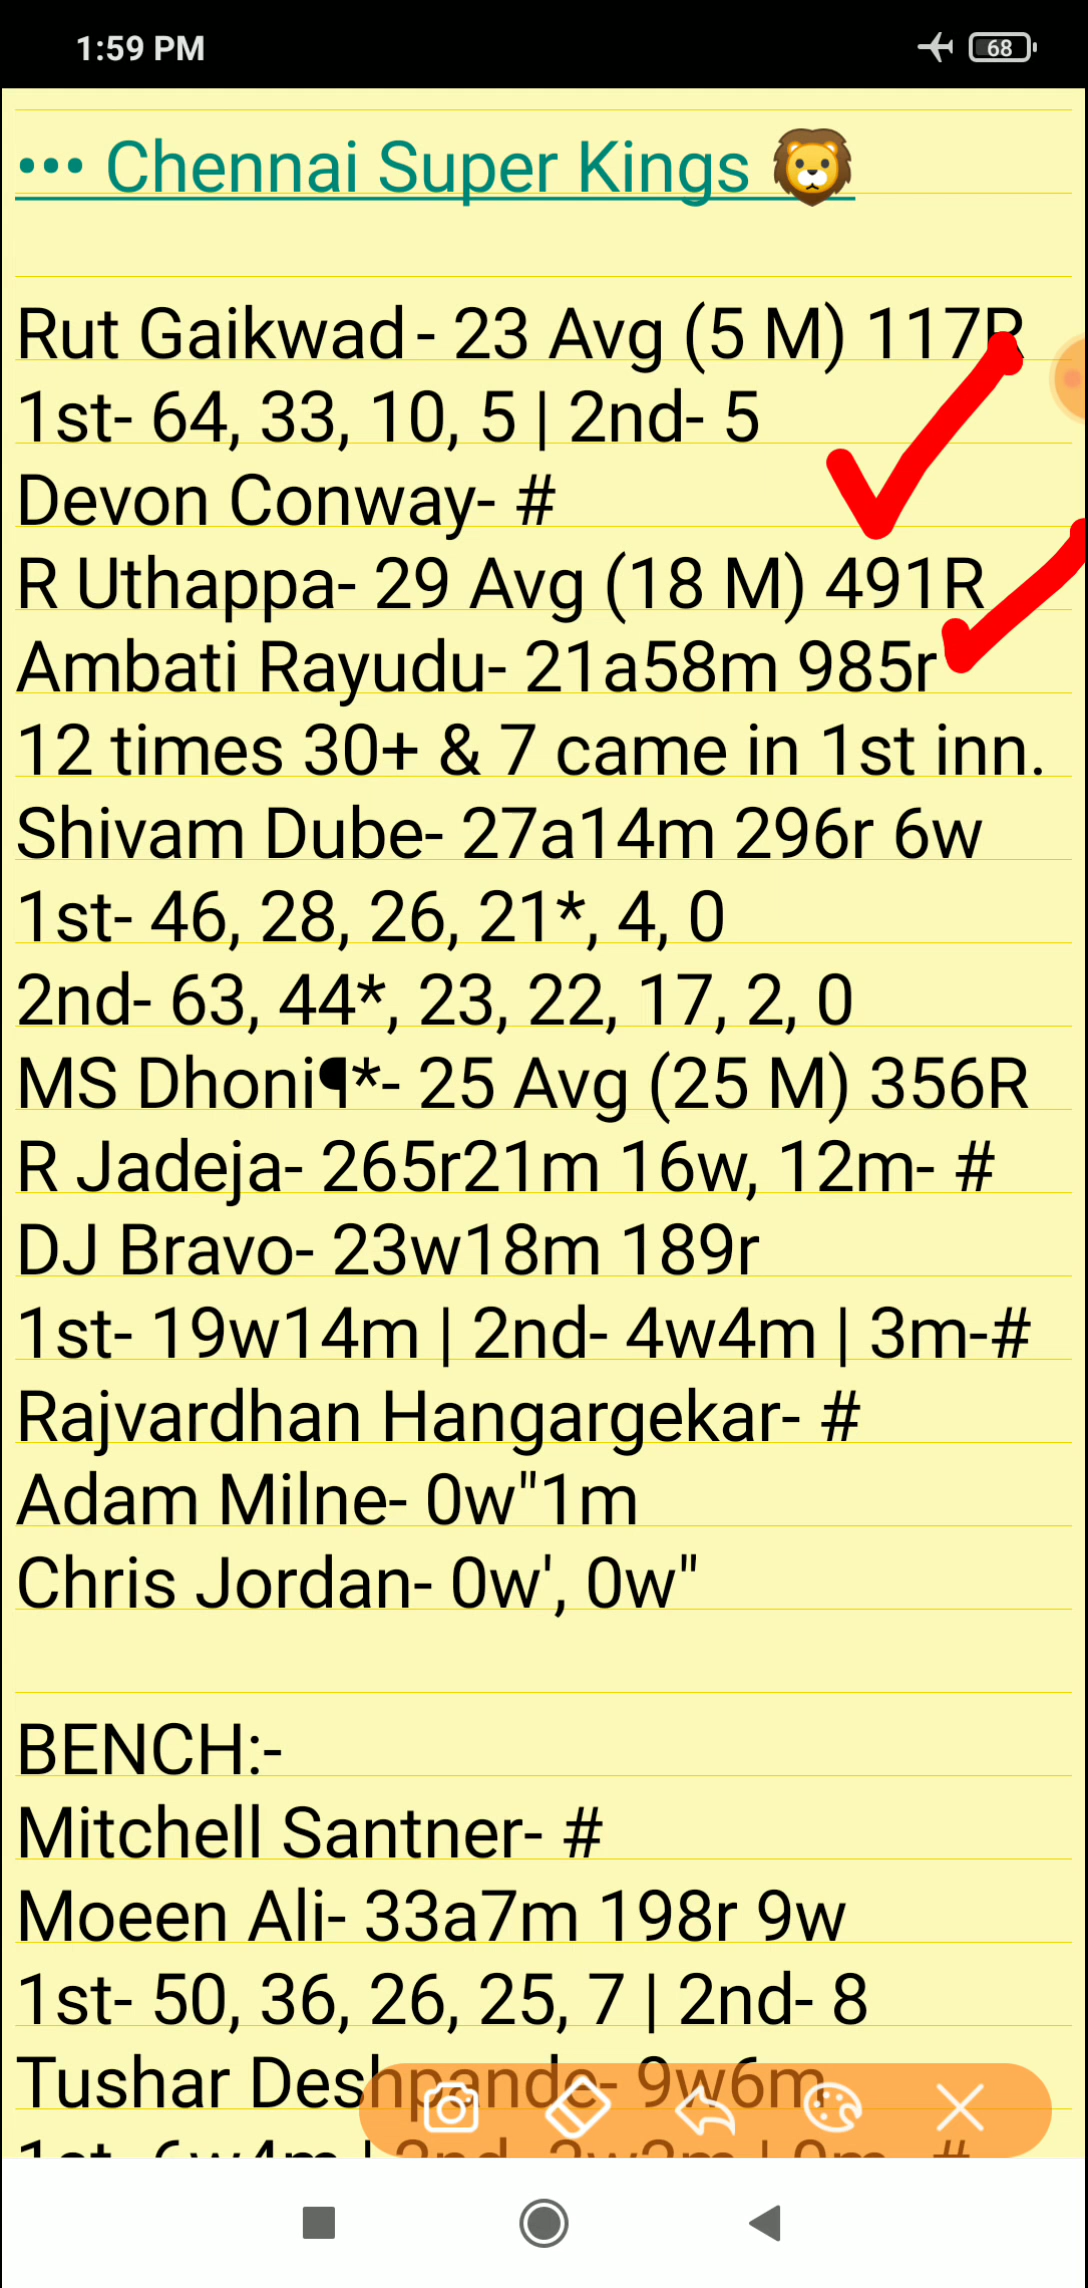 1:59 PM
68
••• Chennai Super Kings 🦁
Rut Gaikwad - 23 Avg (5 M) 117R
1st- 64, 33, 10, 5 | 2nd- 5
Devon Conway- #
R Uthappa- 29 Avg (18 M) 491R
Ambati Rayudu- 21a58m 985r
12 times 30+ & 7 came in 1st inn.
Shivam Dube- 27a14m 296r 6w
1st- 46, 28, 26, 21*, 4, 0
2nd- 63, 44*, 23, 22, 17, 2, 0
MS Dhoni¶*- 25 Avg (25 M) 356R
R Jadeja- 265r21m 16w, 12m- #
DJ Bravo- 23w18m 189r
1st- 19w14m | 2nd- 4w4m | 3m-#
Rajvardhan Hangargekar- #
Adam Milne- 0w"1m
Chris Jordan- 0w', 0w"
BENCH:-
Mitchell Santner- #
Moeen Ali- 33a7m 198r 9w
1st- 50, 36, 26, 25, 7 | 2nd- 8
Tushar Deshpande- 9w6m
1st- 6w4m | 2nd- 3w2m |